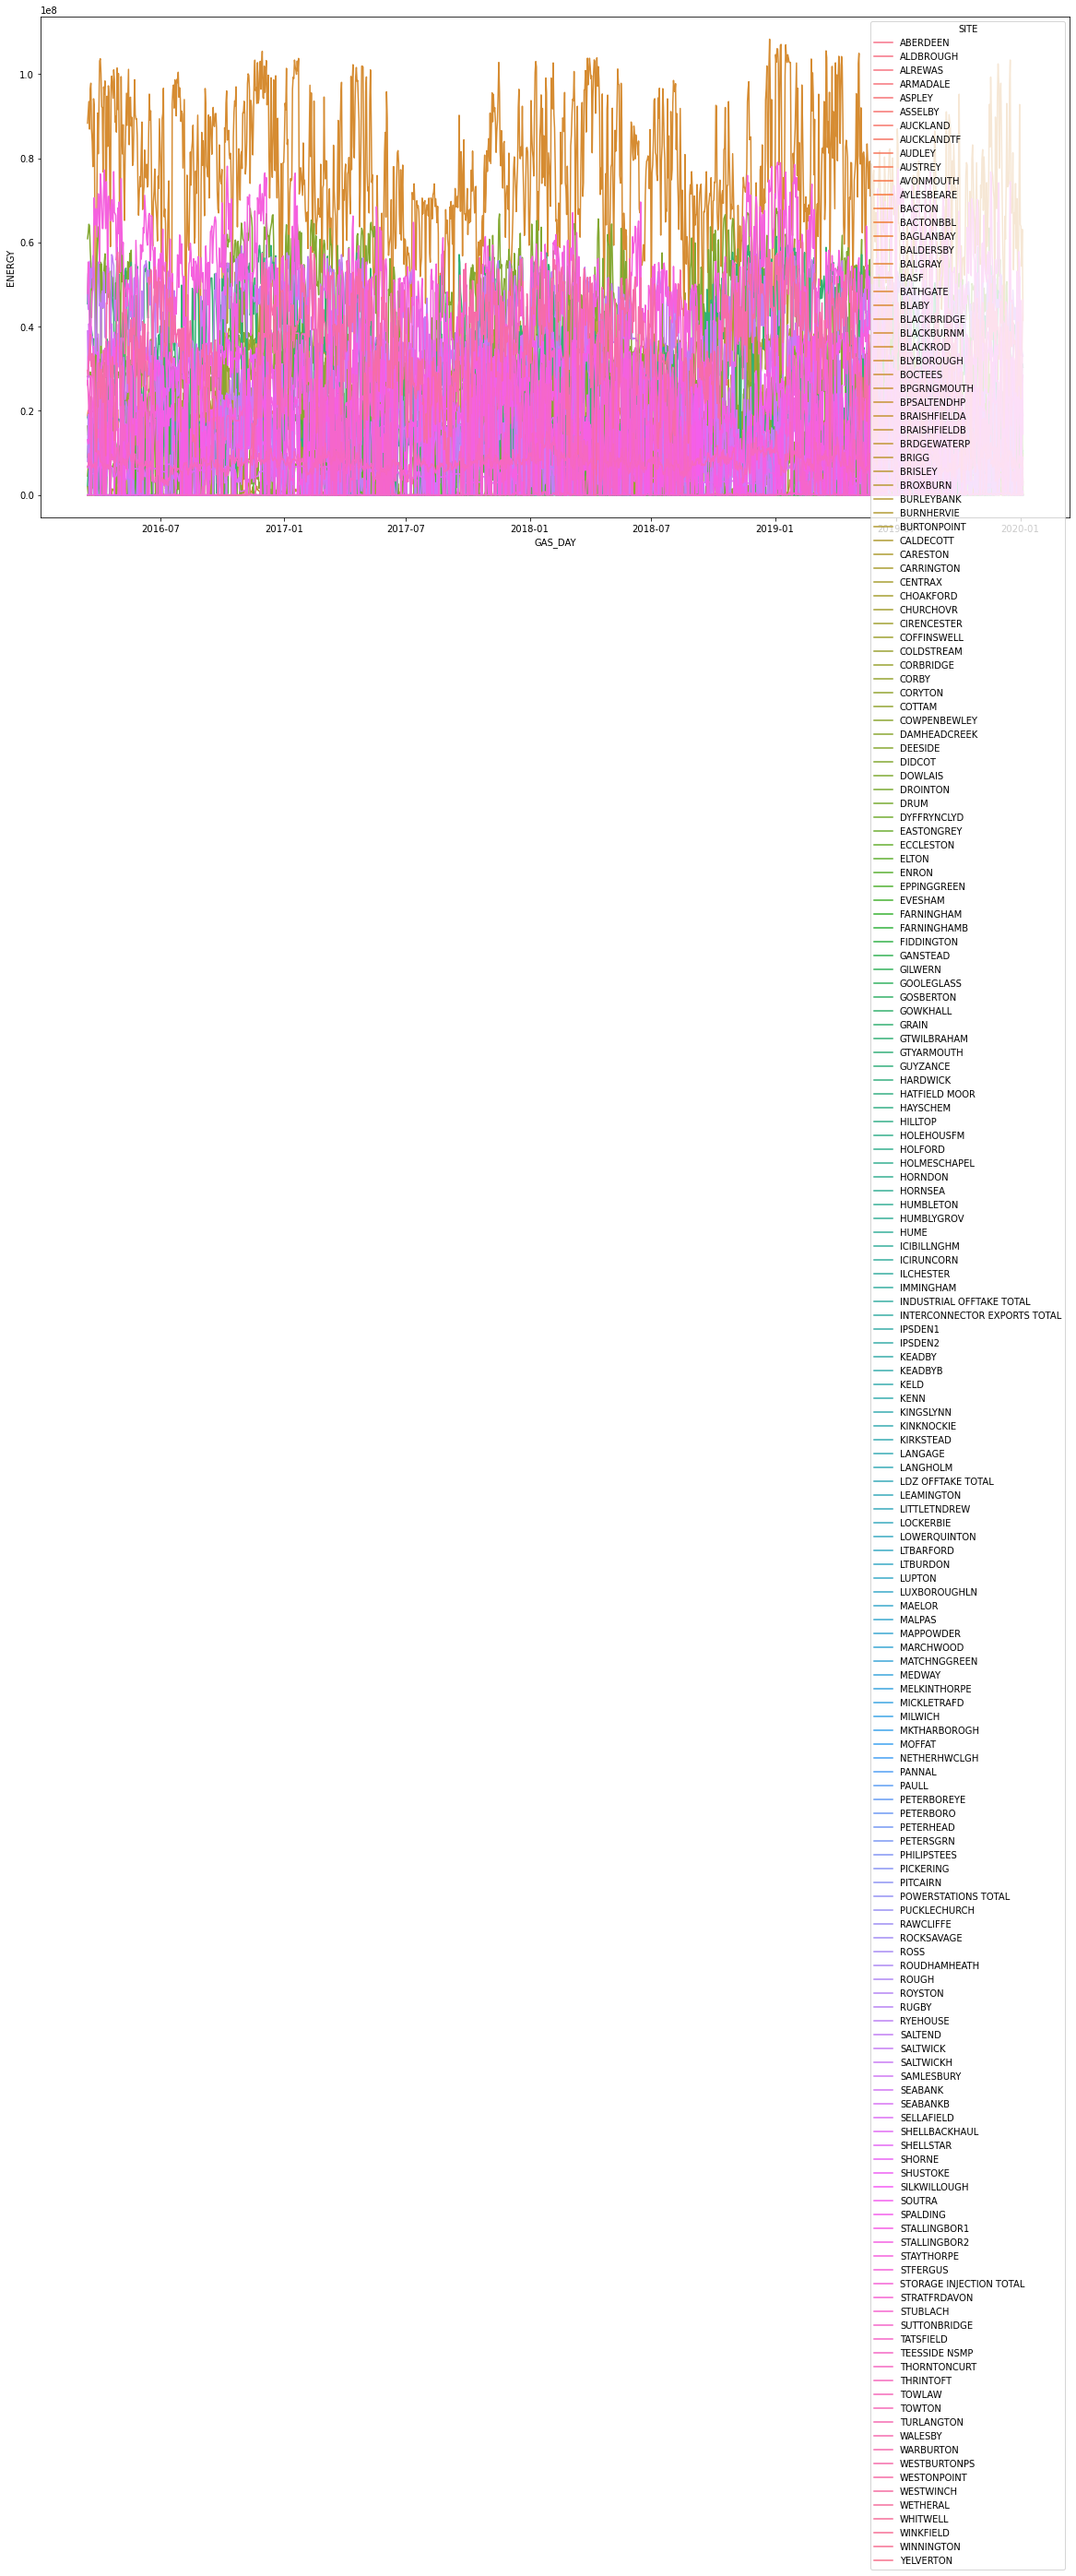 1e8
SITE
ABERDEEN
ALDBROUGH
ALREWAS
ARMADALE
ASPLEY
ASSELBY
AUCKLAND
AUCKLANDTF
AUDLEY
AUSTREY
AVONMOUTH
AYLESBEARE
BACTON
BACTONBBL
BAGLANBAY
BALDERSBY
BALGRAY
BASF
BATHGATE
BLABY
BLACKBRIDGE
BLACKBURNM
BLACKROD
BLYBOROUGH
BOCTEES
BPGRNGMOUTH
BPSALTENDHP
BRAISHFIELDA
BRAISHFIELDB
BRDGEWATERP
BRIGG
BRISLEY
BROXBURN
BURLEYBANK
BURNHERVIE
BURTONPOINT
CALDECOTT
CARESTON
CARRINGTON
CENTRAX
CHOAKFORD
CHURCHOVR
CIRENCESTER
COFFINSWELL
COLDSTREAM
CORBRIDGE
CORBY
CORYTON
COTTAM
COWPENBEWLEY
DAMHEADCREEK
DEESIDE
DIDCOT
DOWLAIS
DROINTON
DRUM
DYFFRYNCLYD
EASTONGREY
ECCLESTON
ELTON
ENRON
EPPINGGREEN
EVESHAM
FARNINGHAM
FARNINGHAMB
FIDDINGTON
GANSTEAD
GILWERN
GOOLEGLASS
GOSBERTON
GOWKHALL
GRAIN
GTWILBRAHAM
GTYARMOUTH
GUYZANCE
HARDWICK
HATFIELD MOOR
HAYSCHEM
HILLTOP
HOLEHOUSFM
HOLFORD
HOLMESCHAPEL
HORNDON
HORNSEA
HUMBLETON
HUMBLYGROV
HUME
ICIBILLNGHM
ICIRUNCORN
ILCHESTER
IMMINGHAM
INDUSTRIAL OFFTAKE TOTAL
INTERCONNECTOR EXPORTS TOTAL
IPSDEN1
IPSDEN2
KEADBY
KEADBYB
KELD
KENN
KINGSLYNN
KINKNOCKIE
KIRKSTEAD
LANGAGE
LANGHOLM
LDZ OFFTAKE TOTAL
LEAMINGTON
LITTLETNDREW
LOCKERBIE
LOWERQUINTON
LTBARFORD
LTBURDON
LUPTON
LUXBOROUGHLN
MAELOR
MALPAS
MAPPOWDER
MARCHWOOD
MATCHNGGREEN
MEDWAY
MELKINTHORPE
MICKLETRAFD
MILWICH
MKTHARBOROGH
MOFFAT
NETHERHWCLGH
PANNAL
PAULL
PETERBOREYE
PETERBORO
PETERHEAD
PETERSGRN
PHILIPSTEES
PICKERING
PITCAIRN
POWERSTATIONS TOTAL
PUCKLECHURCH
RAWCLIFFE
ROCKSAVAGE
ROSS
ROUDHAMHEATH
ROUGH
ROYSTON
RUGBY
RYEHOUSE
SALTEND
SALTWICK
SALTWICKH
SAMLESBURY
SEABANK
SEABANKB
SELLAFIELD
SHELLBACKHAUL
SHELLSTAR
SHORNE
SHUSTOKE
SILKWILLOUGH
SOUTRA
SPALDING
STALLINGBOR1
STALLINGBOR2
STAYTHORPE
STFERGUS
STORAGE INJECTION TOTAL
STRATFRDAVON
STUBLACH
SUTTONBRIDGE
TATSFIELD
TEESSIDE NSMP
THORNTONCURT
THRINTOFT
TOWLAW
TOWTON
TURLANGTON
WALESBY
WARBURTON
WESTBURTONPS
WESTONPOINT
WESTWINCH
WETHERAL
WHITWELL
WINKFIELD
WINNINGTON
YELVERTON
1.0
0.8
0.6
0.4
0.2
0.0
ENERGY
2016-07 2017-01 2017-07 2018-01 2018-07 2019-01 2020-01
GAS_DAY